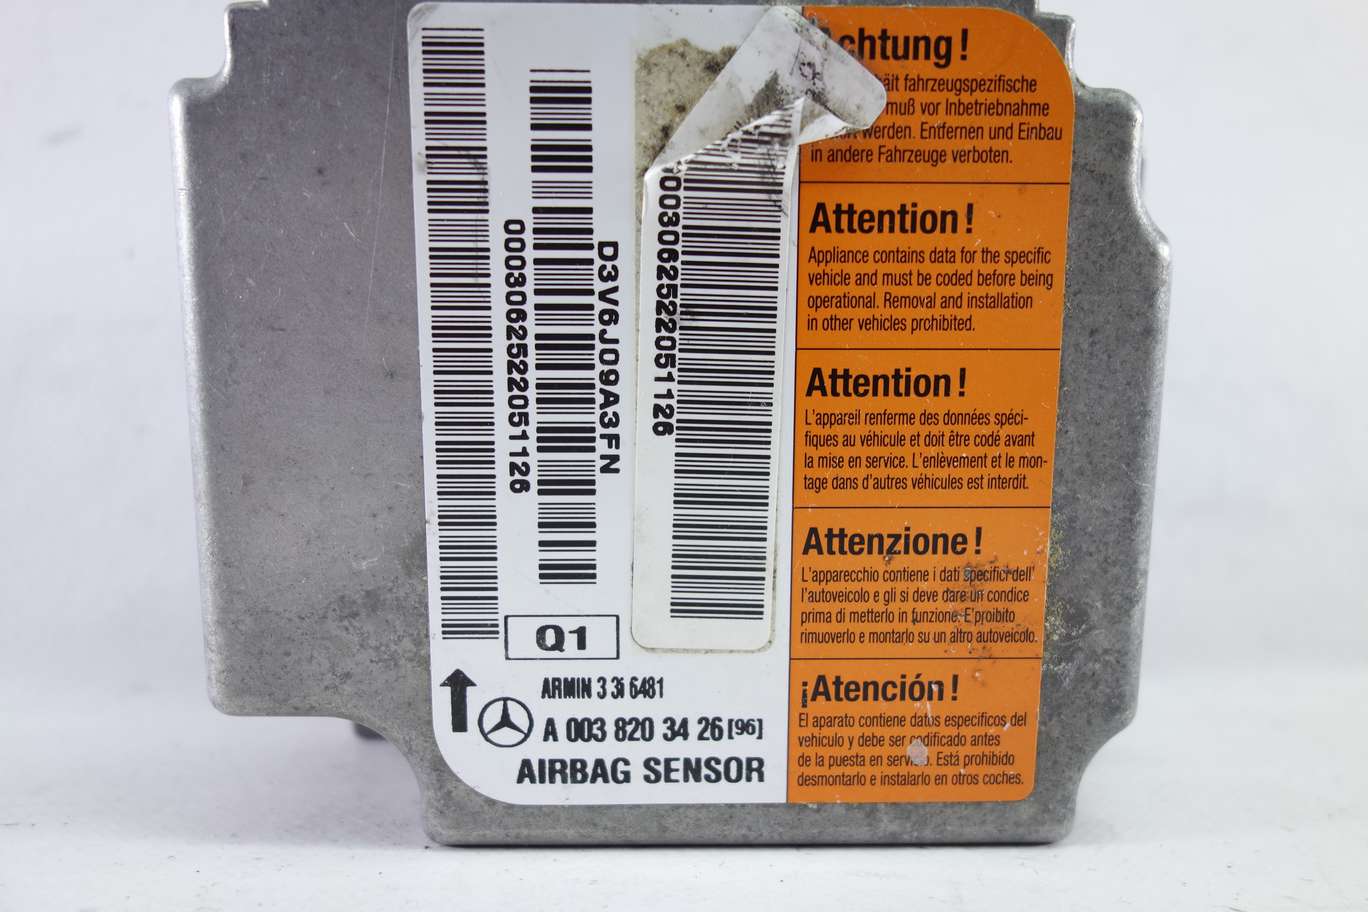 D3V6J09A3FN
0003062522051126
003062522051126
Q1
ARMIN 3 3i 6481
A 003 820 34 26 [96]
AIRBAG SENSOR
chtung!
ält fahrzeugspezifische
muß vor Inbetriebnahme
werden. Entfernen und Einbau
in andere Fahrzeuge verboten.
Attention!
Appliance contains data for the specific
vehicle and must be coded before being
operational. Removal and installation
in other vehicles prohibited.
Attention!
L'appareil renferme des données spéci-
fiques au véhicule et doit être codé avant
la mise en service. L'enlèvement et le mon-
tage dans d'autres véhicules est interdit.
Attenzione!
L'apparecchio contiene i dati specifici dell'
l'autoveicolo e gli si deve dare un condice
prima di metterlo in funzione. E'proibito
rimuoverlo e montarlo su un altro autoveicolo.
Atención!
El aparato contiene datos específicos del
vehiculo y debe ser codificado antes
de la puesta en servicio. Está prohibido
desmontarlo e instalarlo en otros coches.